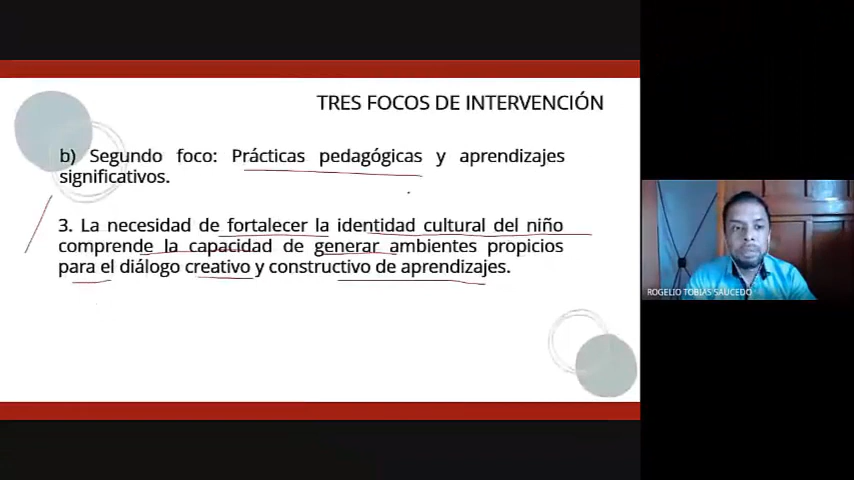 TRES FOCOS DE INTERVENCIÓN
b) Segundo foco: Prácticas pedagógicas y aprendizajes
significativos.
3. La necesidad de fortalecer la identidad cultural del niño
comprende la capacidad de generar ambientes propicios
para el diálogo creativo y constructivo de aprendizajes.
ROGELIO TOBIAS SAUCEDO